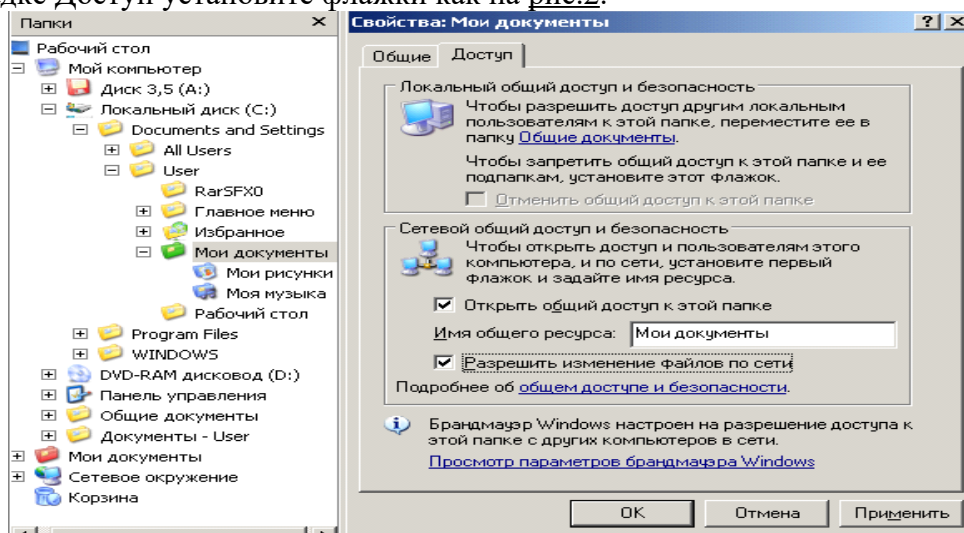 дке Доступ установите флажки как на рис.2.
Папки
Рабочий стол
Мой компьютер
Диск 3,5 (A:)
Локальный диск (C:)
Documents and Settings
All Users
User
RarSFX0
Главное меню
Избранное
Мои документы
Мои рисунки
Моя музыка
Рабочий стол
Program Files
WINDOWS
DVD-RAM дисковод (D:)
Панель управления
Общие документы
Документы - User
Мои документы
Сетевое окружение
Корзина
Свойства: Мои документы
Общие Доступ
Локальный общий доступ и безопасность
Чтобы разрешить доступ другим локальным
пользователям к этой папке, переместите ее в
папку Общие документы.
Чтобы запретить общий доступ к этой папке и ее
подпапкам, установите этот флажок.
Отменить общий доступ к этой папке
Сетевой общий доступ и безопасность
Чтобы открыть доступ и пользователям этого
компьютера, и по сети, установите первый
флажок и задайте имя ресурса.
Открыть общий доступ к этой папке
Имя общего ресурса: Мои документы
Разрешить изменение файлов по сети
Подробнее об общем доступе и безопасности.
Брандмауэр Windows настроен на разрешение доступа к
этой папке с других компьютеров в сети.
Просмотр параметров брандмауэра Windows
OK Отмена Применить